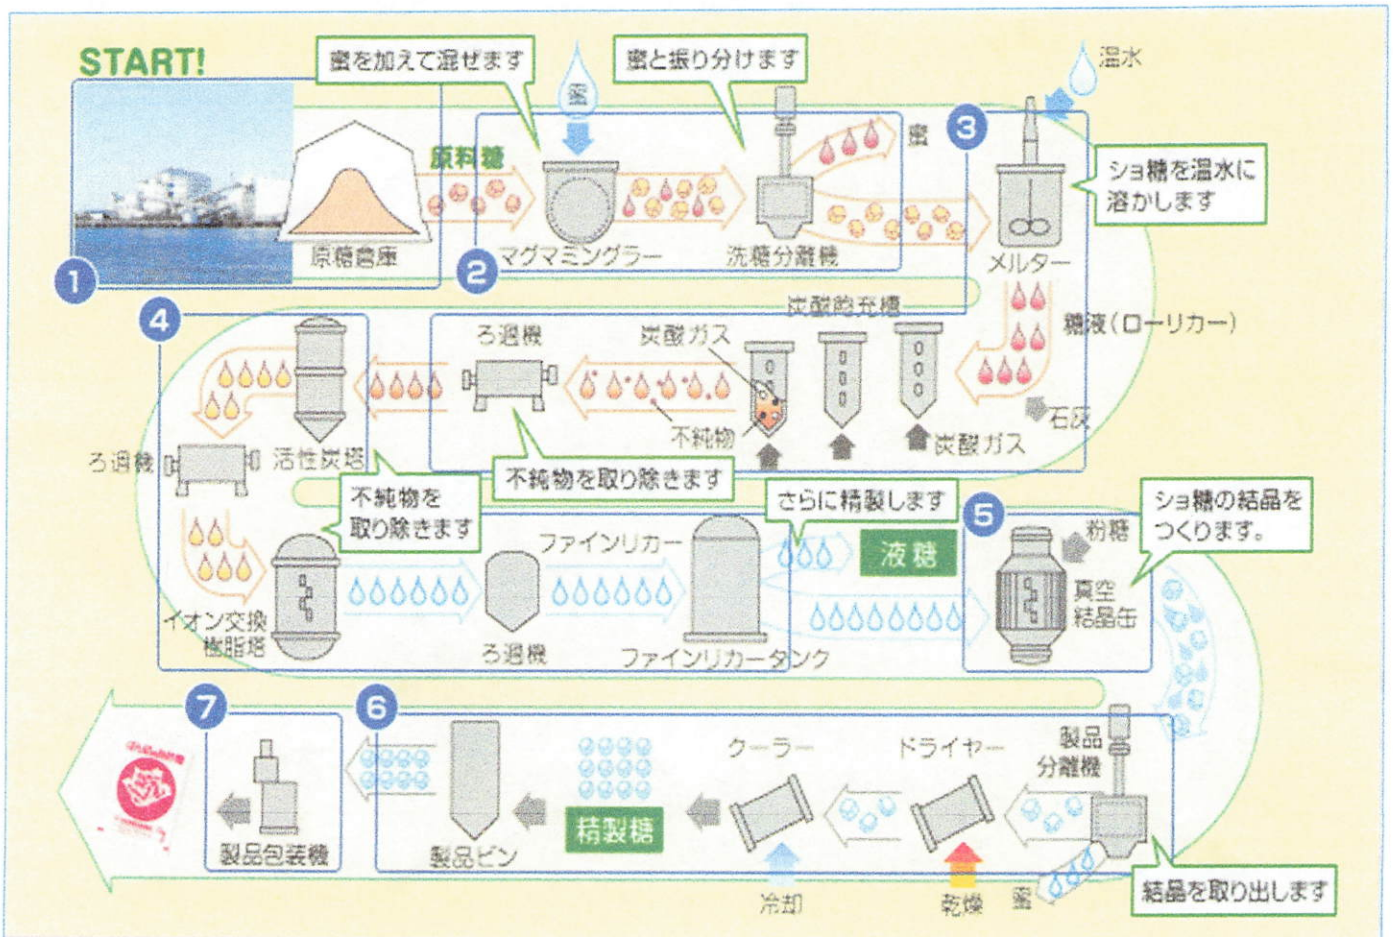 START!
蜜を加えて混ぜます
蜜
蜜と振り分けます
温水
1
原糖倉庫
原料糖
2
マグマミングラー
洗糖分離機
蜜
3
メルター
ショ糖を温水に
溶かします
糖液(ローリカー)
石灰
炭酸飽充槽
炭酸ガス
炭酸ガス
不純物
ろ過機
不純物を取り除きます
4
活性炭塔
ろ過機
不純物を
取り除きます
イオン交換
樹脂塔
ろ過機
ファインリカー
ファインリカータンク
さらに精製します
液糖
5
粉糖
真空
結晶缶
ショ糖の結晶を
つくります。
製品
分離機
結晶を取り出します
蜜
ドライヤー
乾燥
クーラー
冷却
精製糖
6
製品ビン
7
製品包装機